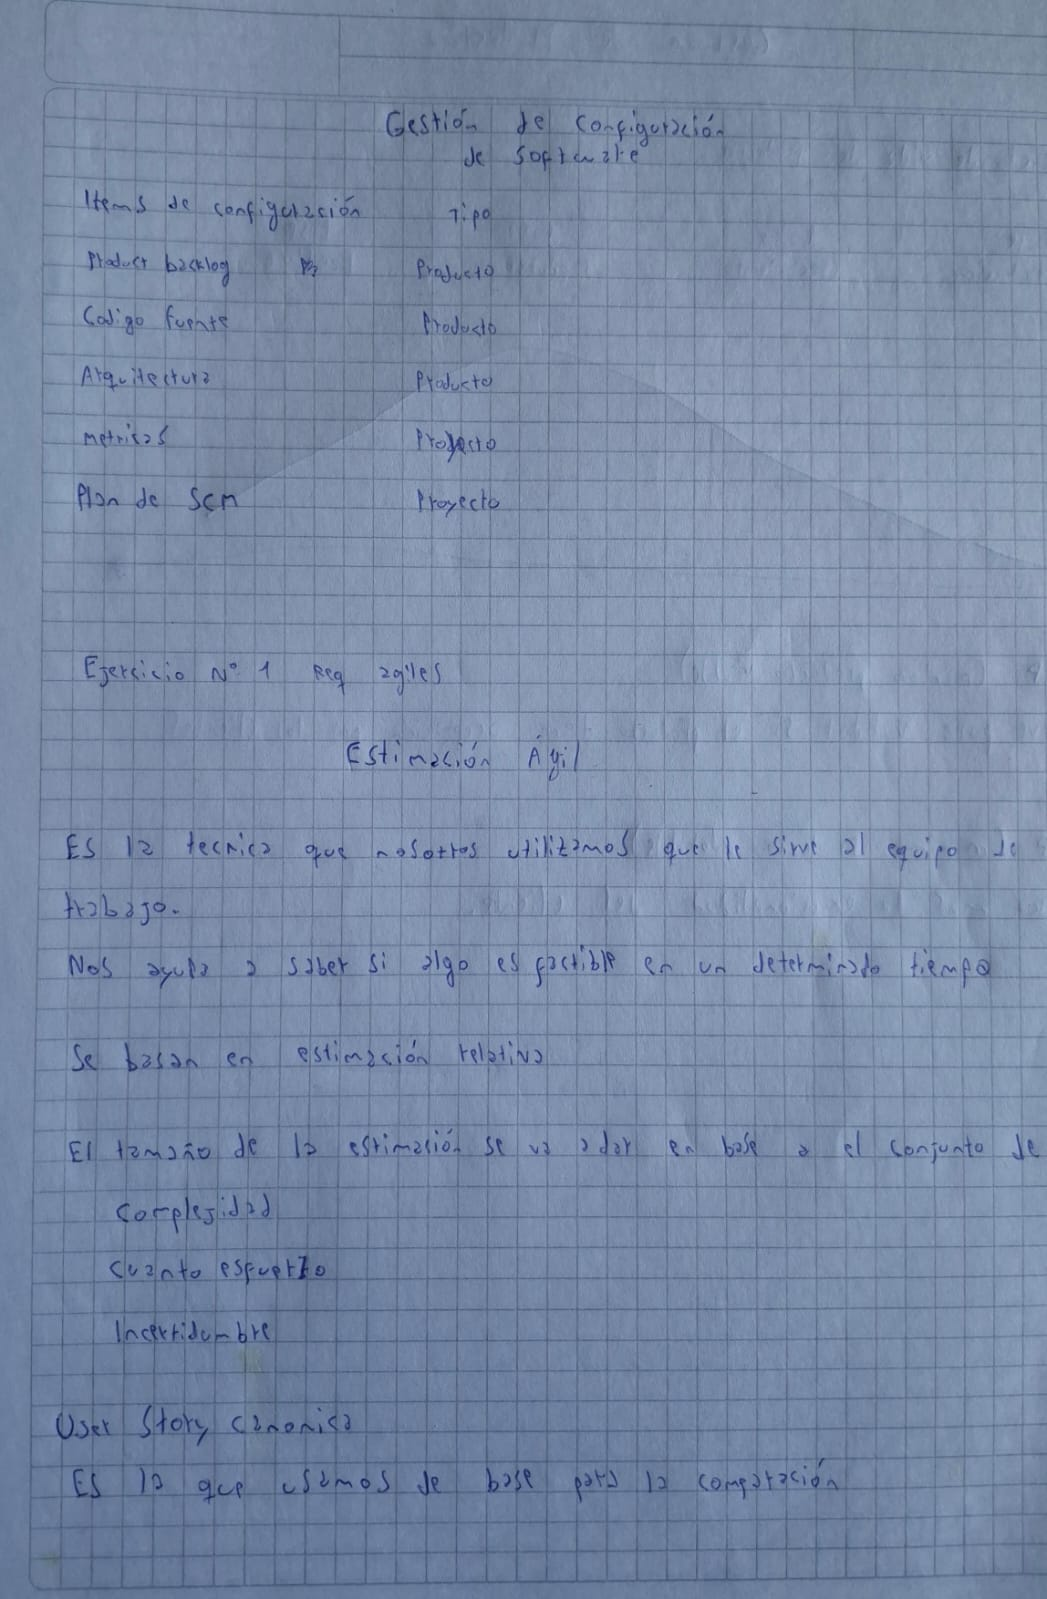 Gestión de configuración
de software
Items de configuración Tipo
Product backlog Producto
Codigo fuente Producto
Arquitectura Producto
metricas Proyecto
Plan de SCM Proyecto
Ejercicio N° 1 Req agiles
Estimación Ágil
Es la tecnica que nosotros utilizamos que le sirve al equipo de
trabajo.
Nos ayuda a saber si algo es factible en un determinado tiempo
Se basan en estimación relativa
El tamaño de la estimasión se va a dar en base a el conjunto de
complejidad
cuanto esfuerzo
Incertidumbre
User Story canonica
Es la que usamos de base para la comparación